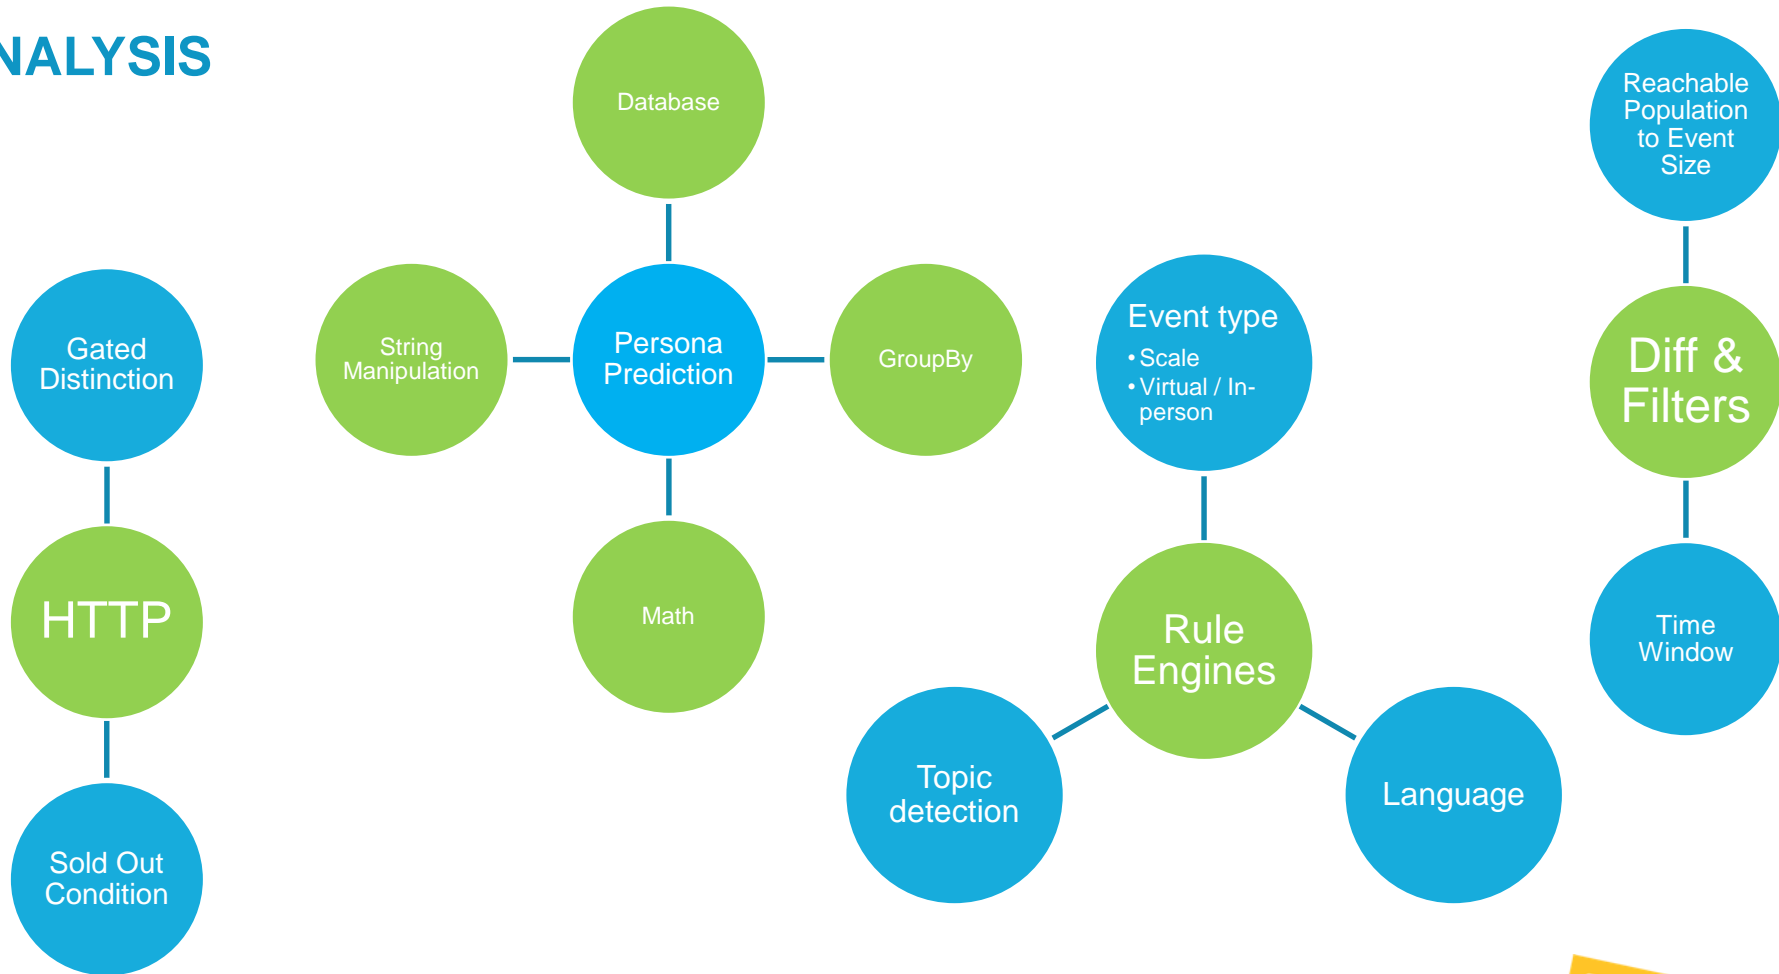 NALYSIS
Gated
Distinction
HTTP
Sold Out
Condition
Database
String
Manipulation
Persona
Prediction
GroupBy
Math
Event type
• Scale
• Virtual / In-
person
Rule
Engines
Topic
detection
Language
Reachable
Population
to Event
Size
Diff &
Filters
Time
Window